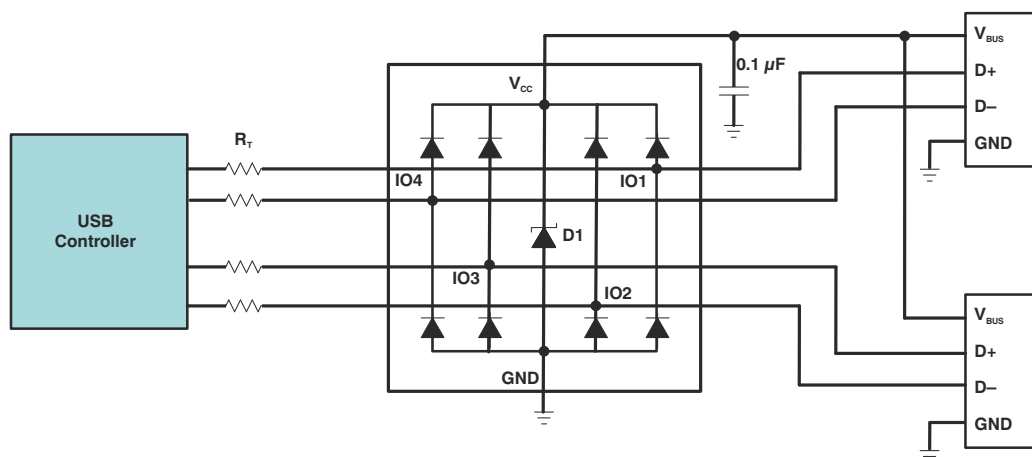 V_BUS
D+
D–
GND
0.1 µF
V_CC
R_T
USB
Controller
IO4
IO1
D1
IO3
IO2
GND
V_BUS
D+
D–
GND